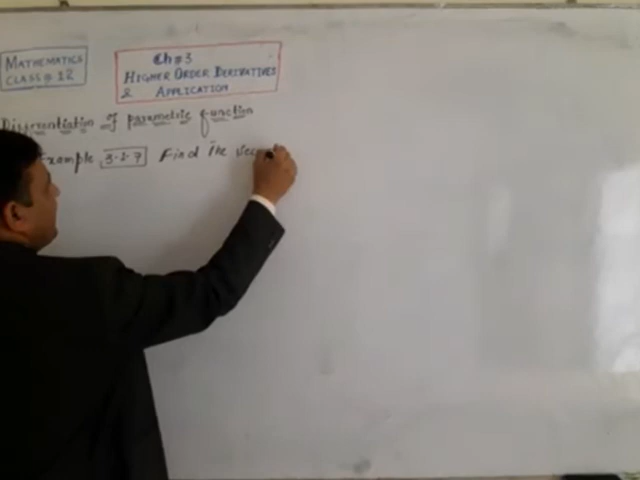 MATHEMATICS
CLASS # 12
Ch # 3
HIGHER ORDER DERIVATIVES
& APPLICATION
Differentiation of parametric function
Example 3.2.7 Find The